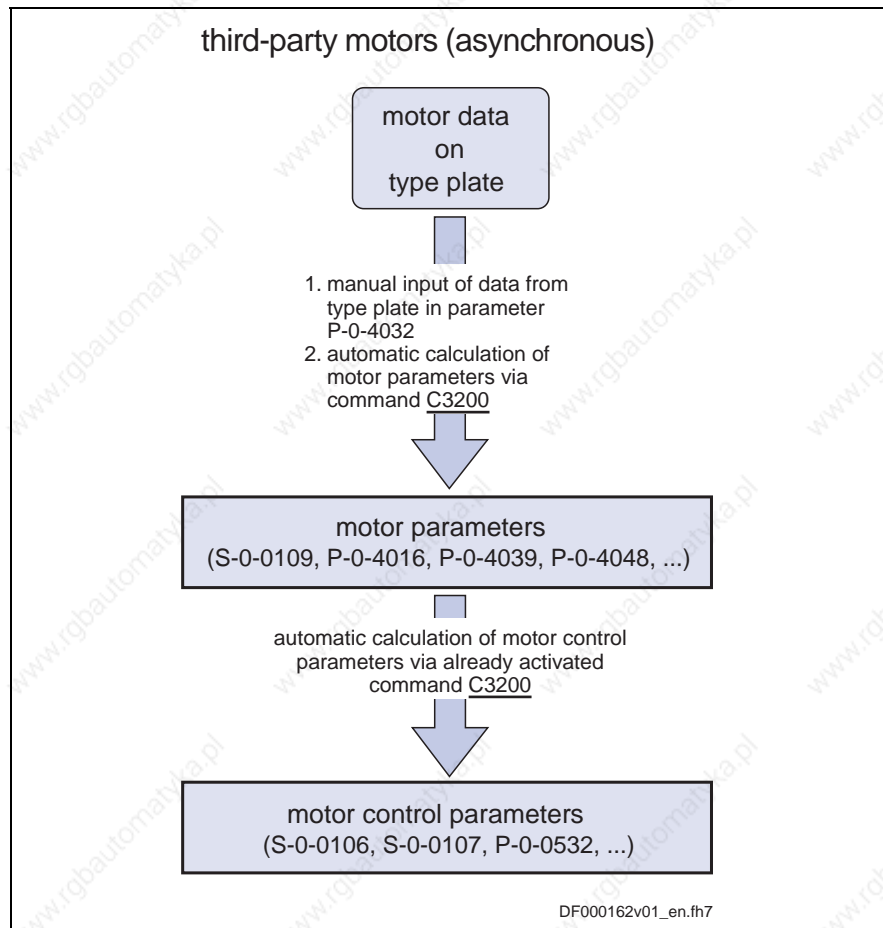 third-party motors (asynchronous)
motor data
on
type plate
1. manual input of data from
type plate in parameter
P-0-4032
2. automatic calculation of
motor parameters via
command C3200
motor parameters
(S-0-0109, P-0-4016, P-0-4039, P-0-4048, ...)
automatic calculation of motor control
parameters via already activated
command C3200
motor control parameters
(S-0-0106, S-0-0107, P-0-0532, ...)
DF000162v01_en.fh7
www.rgbautomatyka.pl